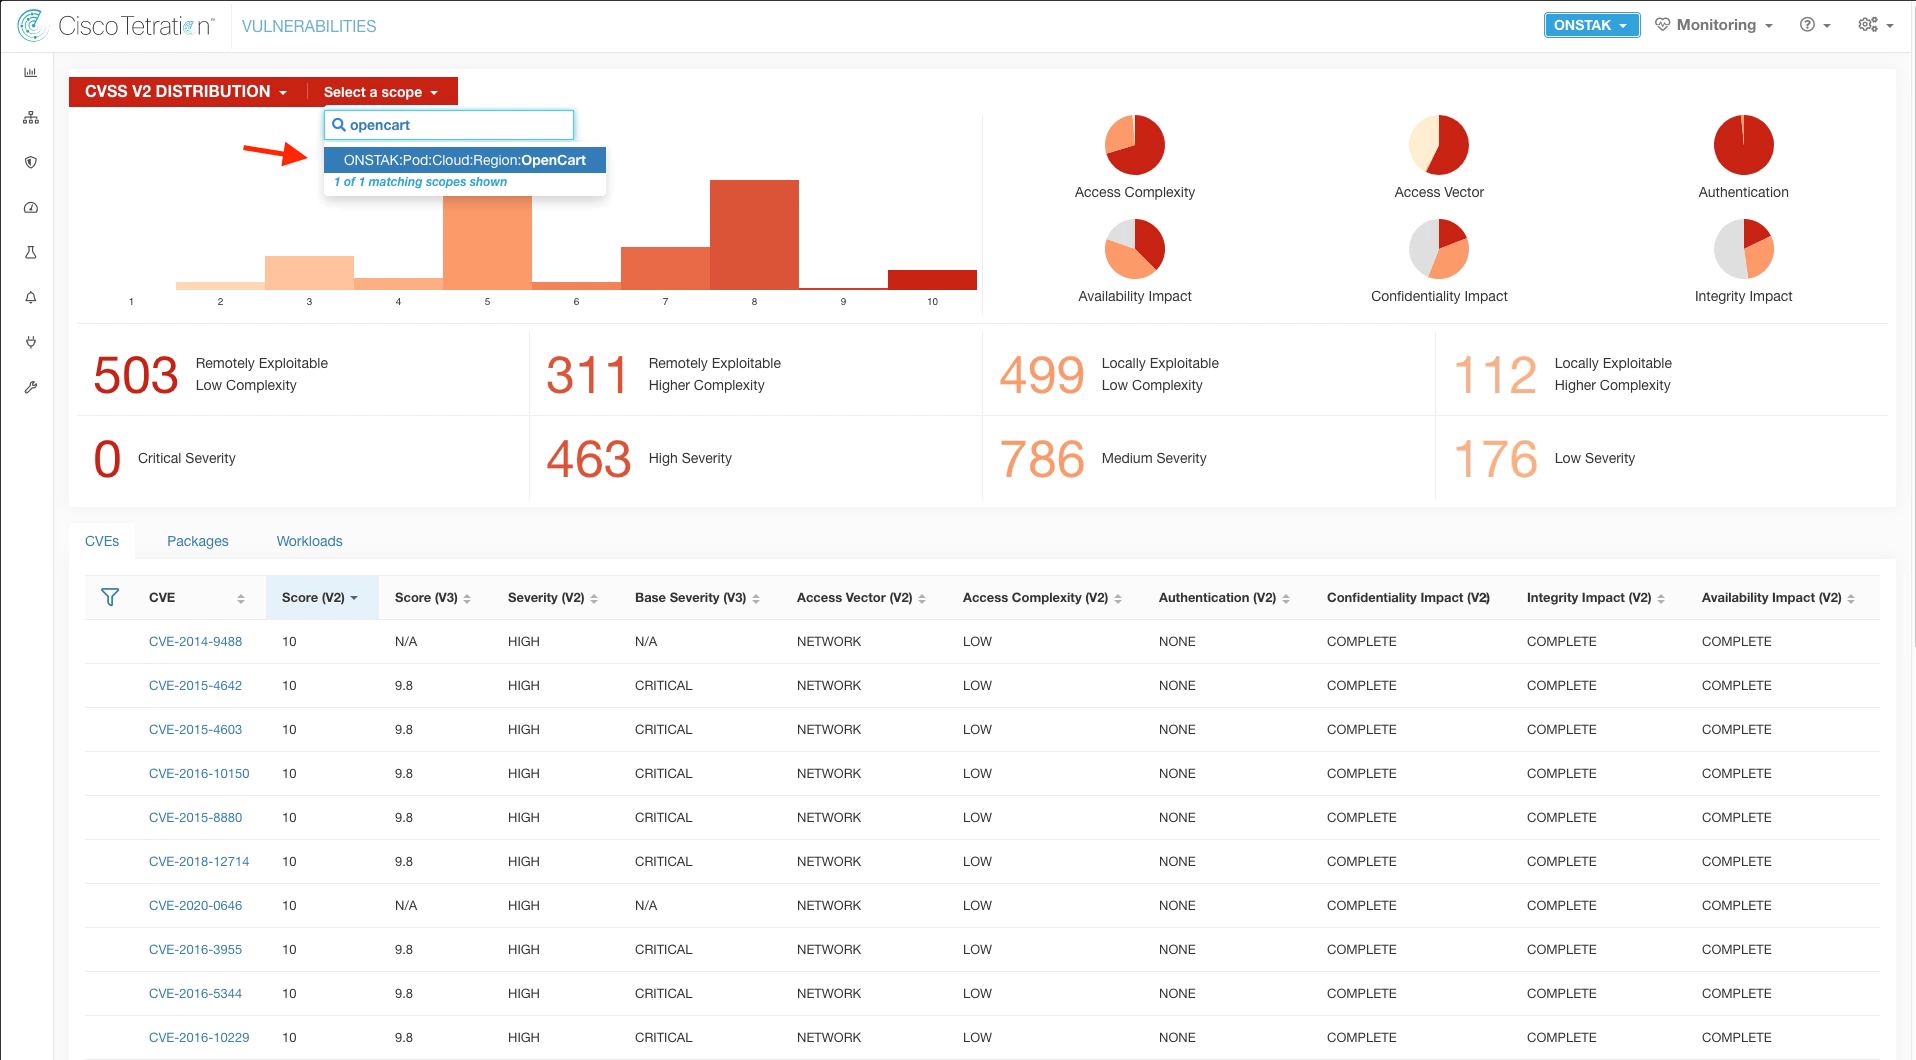 Cisco Tetration™ VULNERABILITIES ONSTAK Monitoring
CVSS V2 DISTRIBUTION Select a scope
opencart
ONSTAK:Pod:Cloud:Region:OpenCart
1 of 1 matching scopes shown
1 2 3 4 5 6 7 8 9 10
Access Complexity Access Vector Authentication
Availability Impact Confidentiality Impact Integrity Impact
503 Remotely Exploitable
Low Complexity
311 Remotely Exploitable
Higher Complexity
499 Locally Exploitable
Low Complexity
112 Locally Exploitable
Higher Complexity
0 Critical Severity
463 High Severity
786 Medium Severity
176 Low Severity
CVEs Packages Workloads
CVE Score (V2) Score (V3) Severity (V2) Base Severity (V3) Access Vector (V2) Access Complexity (V2) Authentication (V2) Confidentiality Impact (V2) Integrity Impact (V2) Availability Impact (V2)
CVE-2014-9488 10 N/A HIGH N/A NETWORK LOW NONE COMPLETE COMPLETE COMPLETE
CVE-2015-4642 10 9.8 HIGH CRITICAL NETWORK LOW NONE COMPLETE COMPLETE COMPLETE
CVE-2015-4603 10 9.8 HIGH CRITICAL NETWORK LOW NONE COMPLETE COMPLETE COMPLETE
CVE-2016-10150 10 9.8 HIGH CRITICAL NETWORK LOW NONE COMPLETE COMPLETE COMPLETE
CVE-2015-8880 10 9.8 HIGH CRITICAL NETWORK LOW NONE COMPLETE COMPLETE COMPLETE
CVE-2018-12714 10 9.8 HIGH CRITICAL NETWORK LOW NONE COMPLETE COMPLETE COMPLETE
CVE-2020-0646 10 N/A HIGH N/A NETWORK LOW NONE COMPLETE COMPLETE COMPLETE
CVE-2016-3955 10 9.8 HIGH CRITICAL NETWORK LOW NONE COMPLETE COMPLETE COMPLETE
CVE-2016-5344 10 9.8 HIGH CRITICAL NETWORK LOW NONE COMPLETE COMPLETE COMPLETE
CVE-2016-10229 10 9.8 HIGH CRITICAL NETWORK LOW NONE COMPLETE COMPLETE COMPLETE